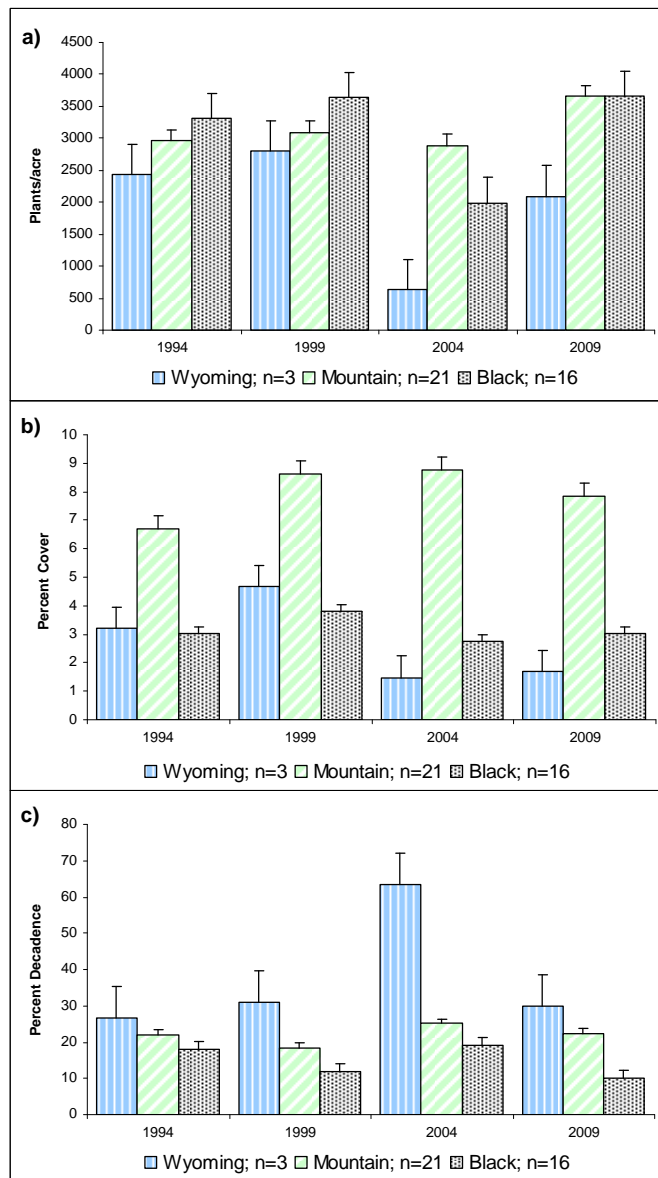 a)
4500
4000
3500
3000
2500
2000
1500
1000
500
0
Plants/acre
1994 1999 2004 2009
Wyoming; n=3 Mountain; n=21 Black; n=16
b)
10
9
8
7
6
5
4
3
2
1
0
Percent Cover
1994 1999 2004 2009
Wyoming; n=3 Mountain; n=21 Black; n=16
c)
80
70
60
50
40
30
20
10
0
Percent Decadence
1994 1999 2004 2009
Wyoming; n=3 Mountain; n=21 Black; n=16